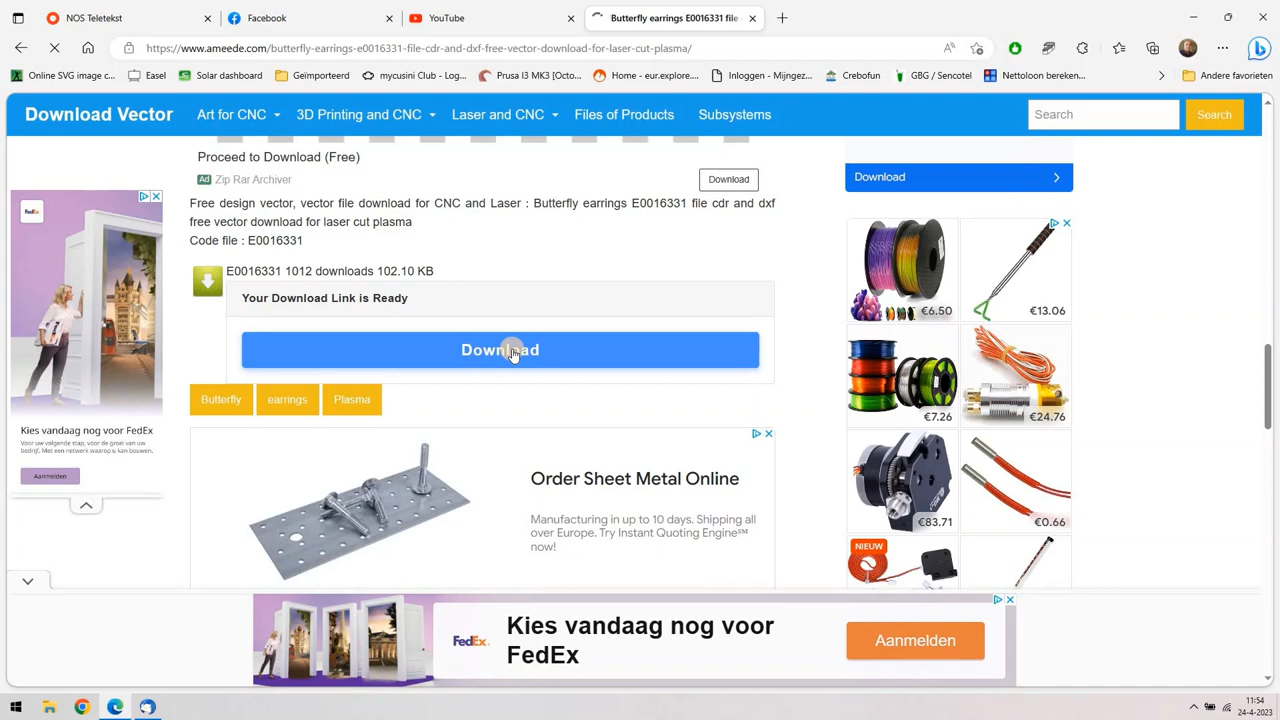 NOS Teletekst
Facebook
YouTube
Butterfly earrings E0016331 file
https://www.ameede.com/butterfly-earrings-e0016331-file-cdr-and-dxf-free-vector-download-for-laser-cut-plasma/
Online SVG image c...
Easel
Solar dashboard
Geïmporteerd
mycusini Club - Log...
Prusa I3 MK3 [Octo...
Home - eur.explore...
Inloggen - Mijngez...
Crebofun
GBG / Sencotel
Nettoloon bereken...
Andere favorieten
Download Vector
Art for CNC
3D Printing and CNC
Laser and CNC
Files of Products
Subsystems
Search
Search
Proceed to Download (Free)
Ad Zip Rar Archiver
Download
Free design vector, vector file download for CNC and Laser : Butterfly earrings E0016331 file cdr and dxf
free vector download for laser cut plasma
Code file : E0016331
E0016331 1012 downloads 102.10 KB
Your Download Link is Ready
Download
Butterfly
earrings
Plasma
Order Sheet Metal Online
Manufacturing in up to 10 days. Shipping all
over Europe. Try Instant Quoting Engine℠
now!
FedEx
Kies vandaag nog voor FedEx
Voor uw volgende stap, voor de groei van uw
bedrijf. Met een netwerk waarop u kan bouwen.
Aanmelden
Download
€6.50
€13.06
€7.26
€24.76
€83.71
€0.66
NIEUW
FedEx
Kies vandaag nog voor
FedEx
Aanmelden
11:54
24-4-2023